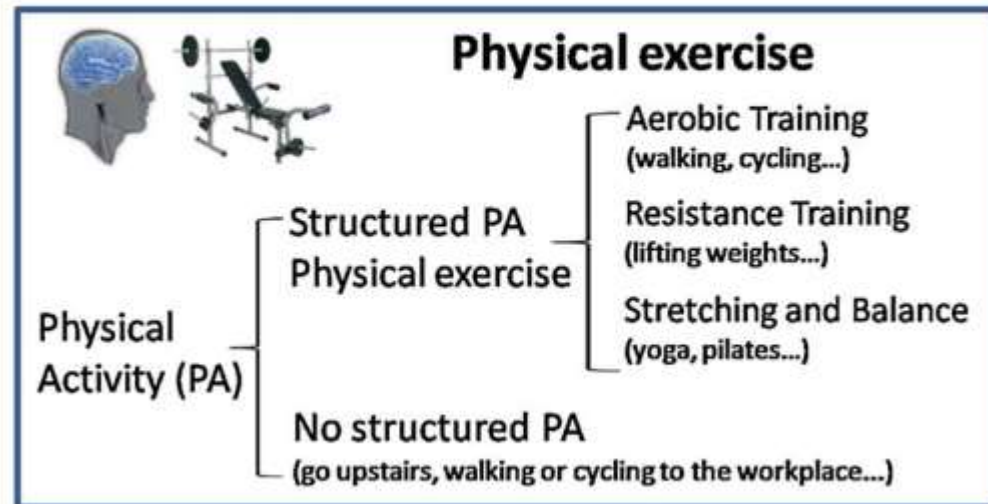 Physical exercise
Aerobic Training
(walking, cycling...)
Resistance Training
(lifting weights...)
Stretching and Balance
(yoga, pilates...)
Structured PA
Physical exercise
Physical
Activity (PA)
No structured PA
(go upstairs, walking or cycling to the workplace...)